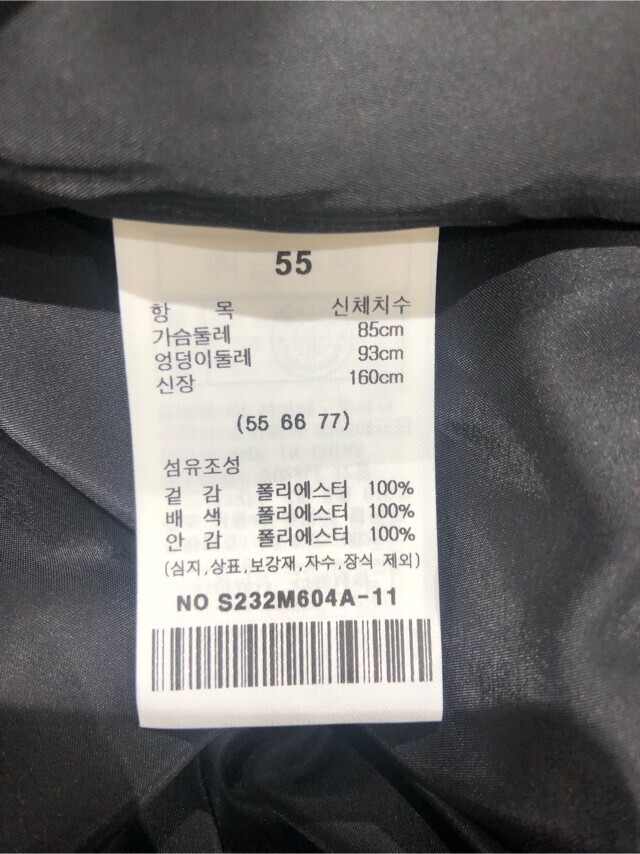 55
항 목 신체치수
가슴둘레 85cm
엉덩이둘레 93cm
신장 160cm
(55 66 77)
섬유조성
겉 감 폴리에스터 100%
배 색 폴리에스터 100%
안 감 폴리에스터 100%
(심지,상표,보강재,자수,장식 제외)
NO S232M604A-11